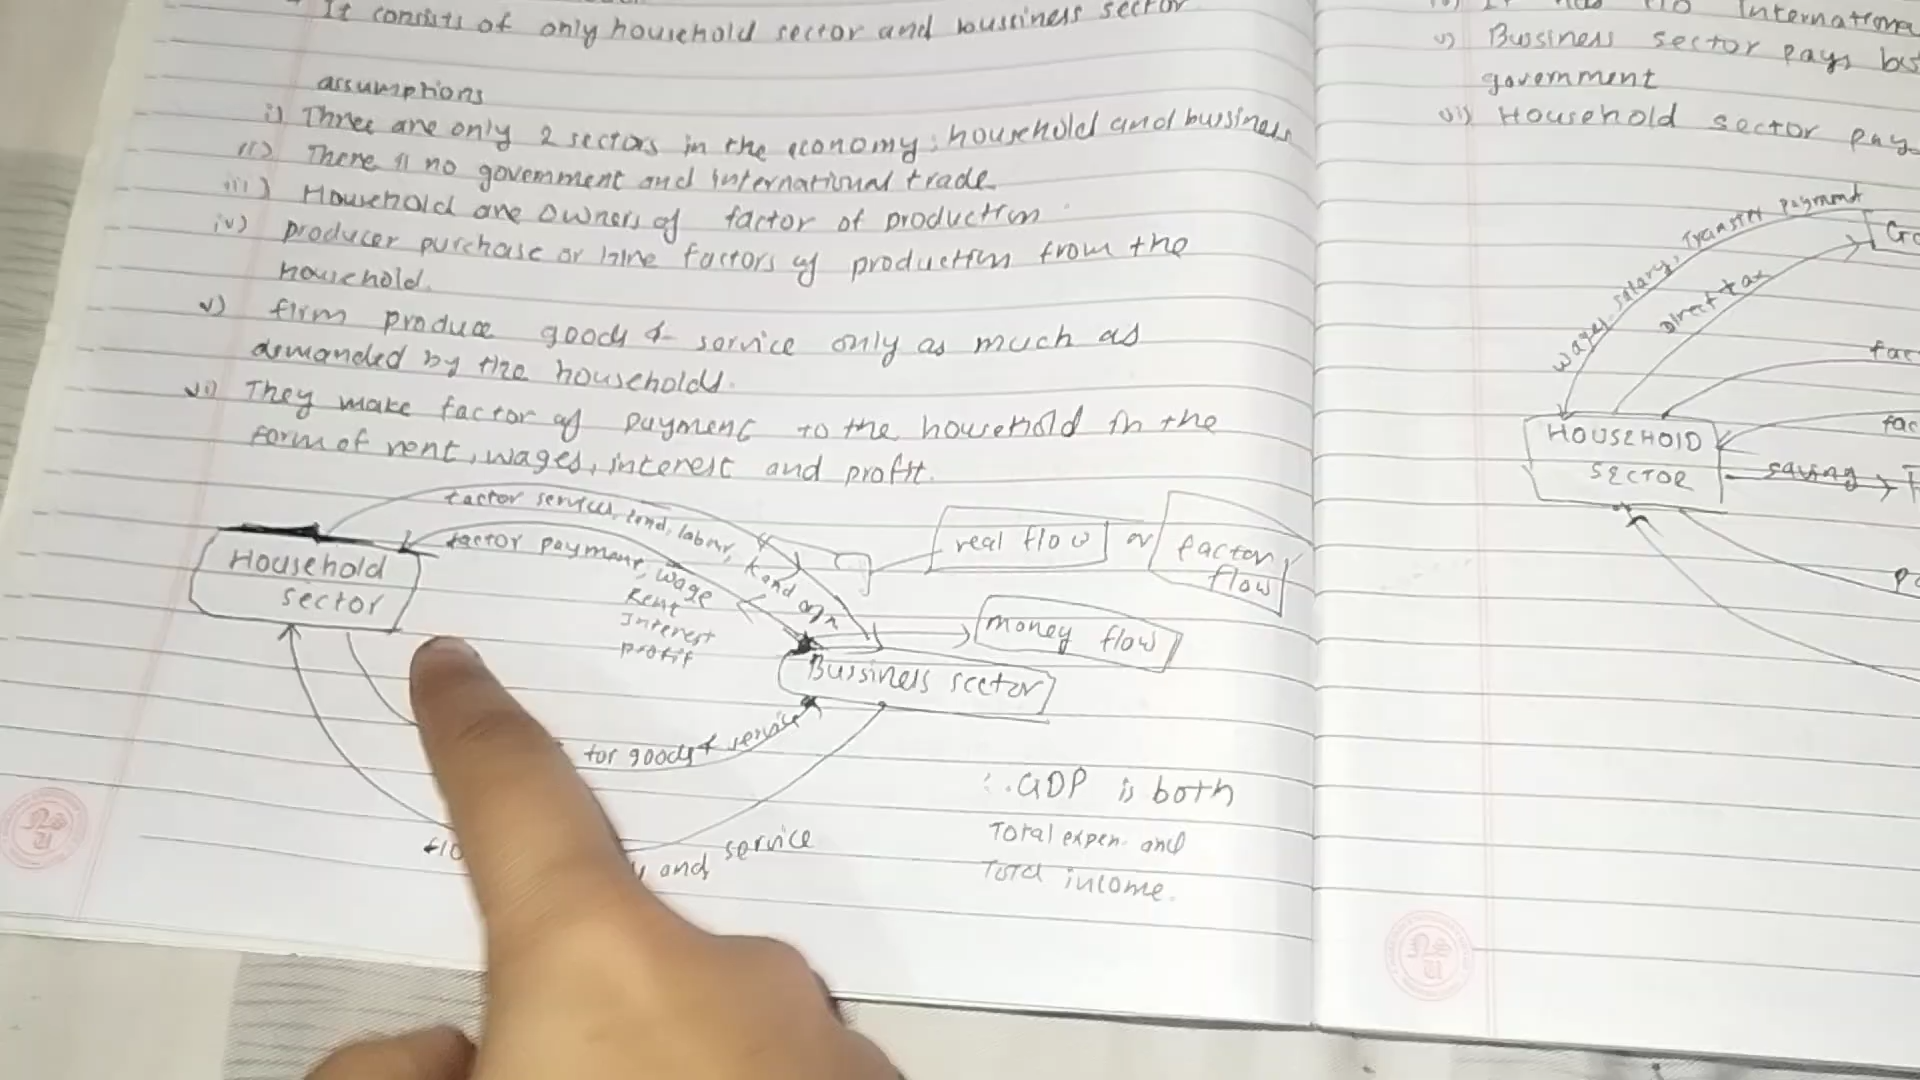 It consists of only household sector and bussiness sector
assumptions
i) Three are only 2 sectors in the economy: household and bussiness
ii) There is no government and international trade.
iii) Household are owners of factor of production.
iv) producer purchase or hire factors of production from the
household.
v) firm produce goods & service only as much as
demanded by the households.
vi) They make factor of payment to the household in the
form of rent, wages, interest and profit.
factor services, land, labour,
factor payment, wage
Rent
Interest
profit
real flow or factor
flow
money flow
Household
sector
Bussiness sector
for goods & service
and service
∴ GDP is both
Total expen. and
Total income.
International
v) Bussiness sector pays
government
vi) Household sector pay
wages, salary, Transfer payment
Direct tax
HOUSEHOLD
SECTOR
saving